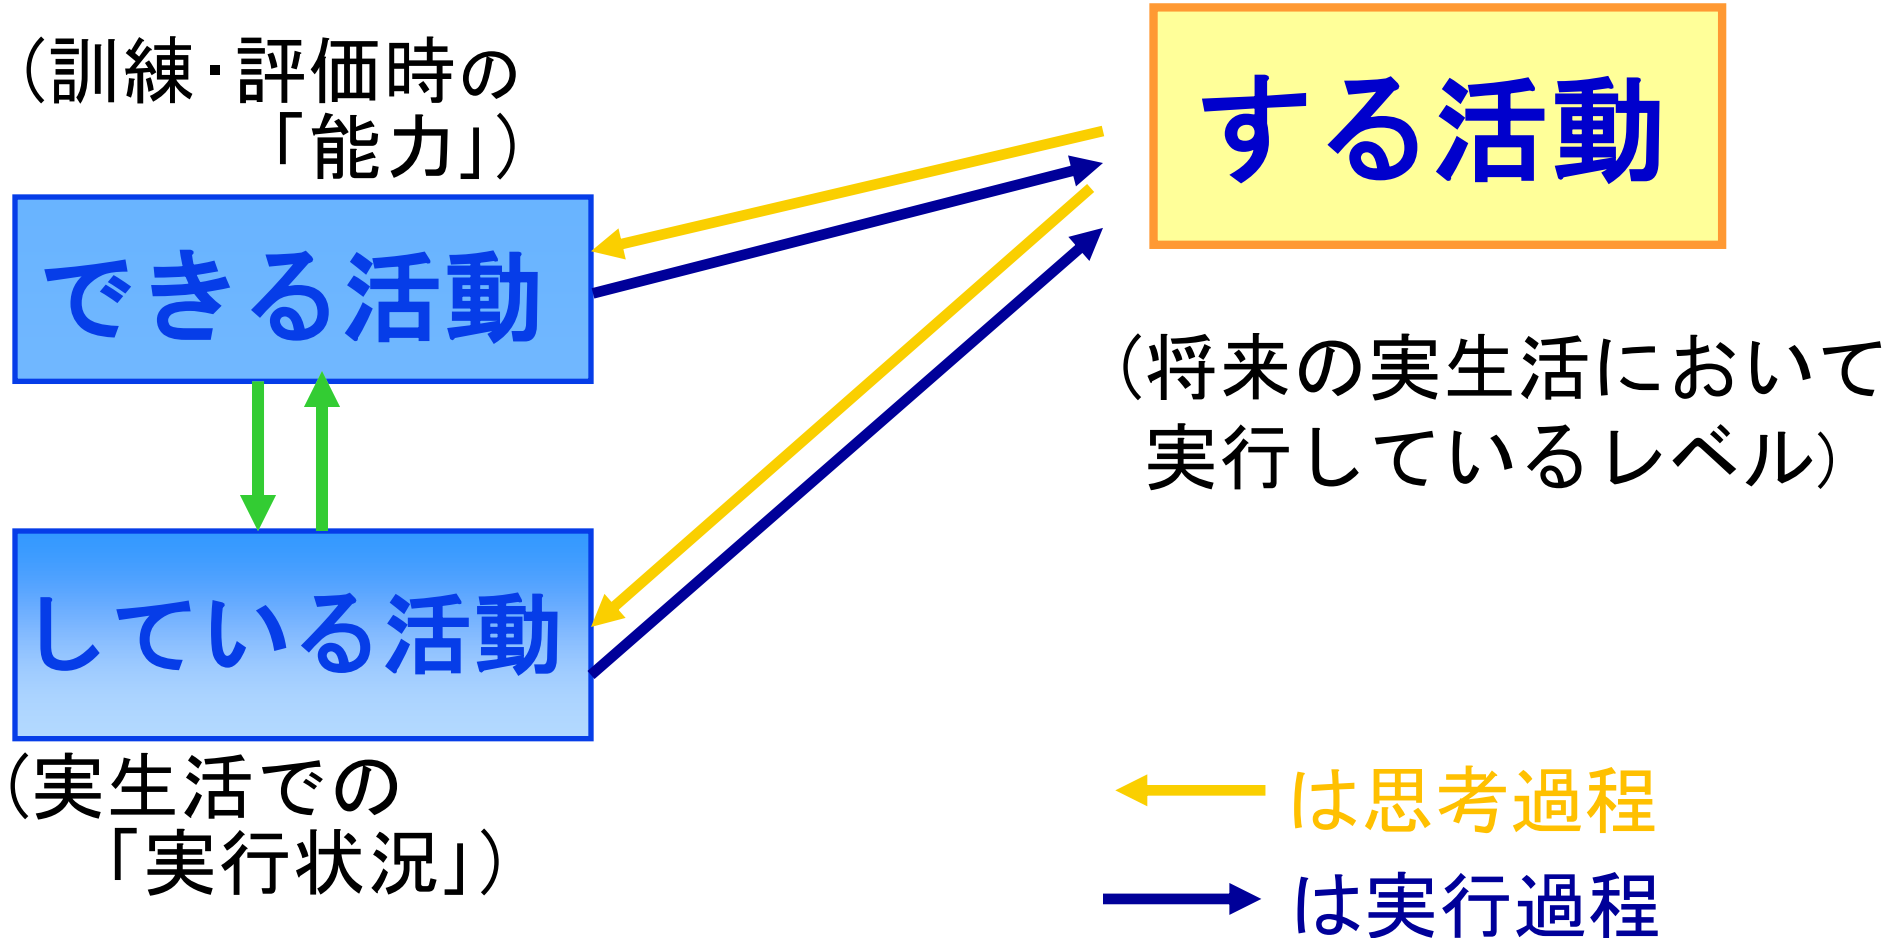 （訓練・評価時の
「能力」）
できる活動
している活動
（実生活での
「実行状況」）
する活動
（将来の実生活において
実行しているレベル）
は思考過程
は実行過程